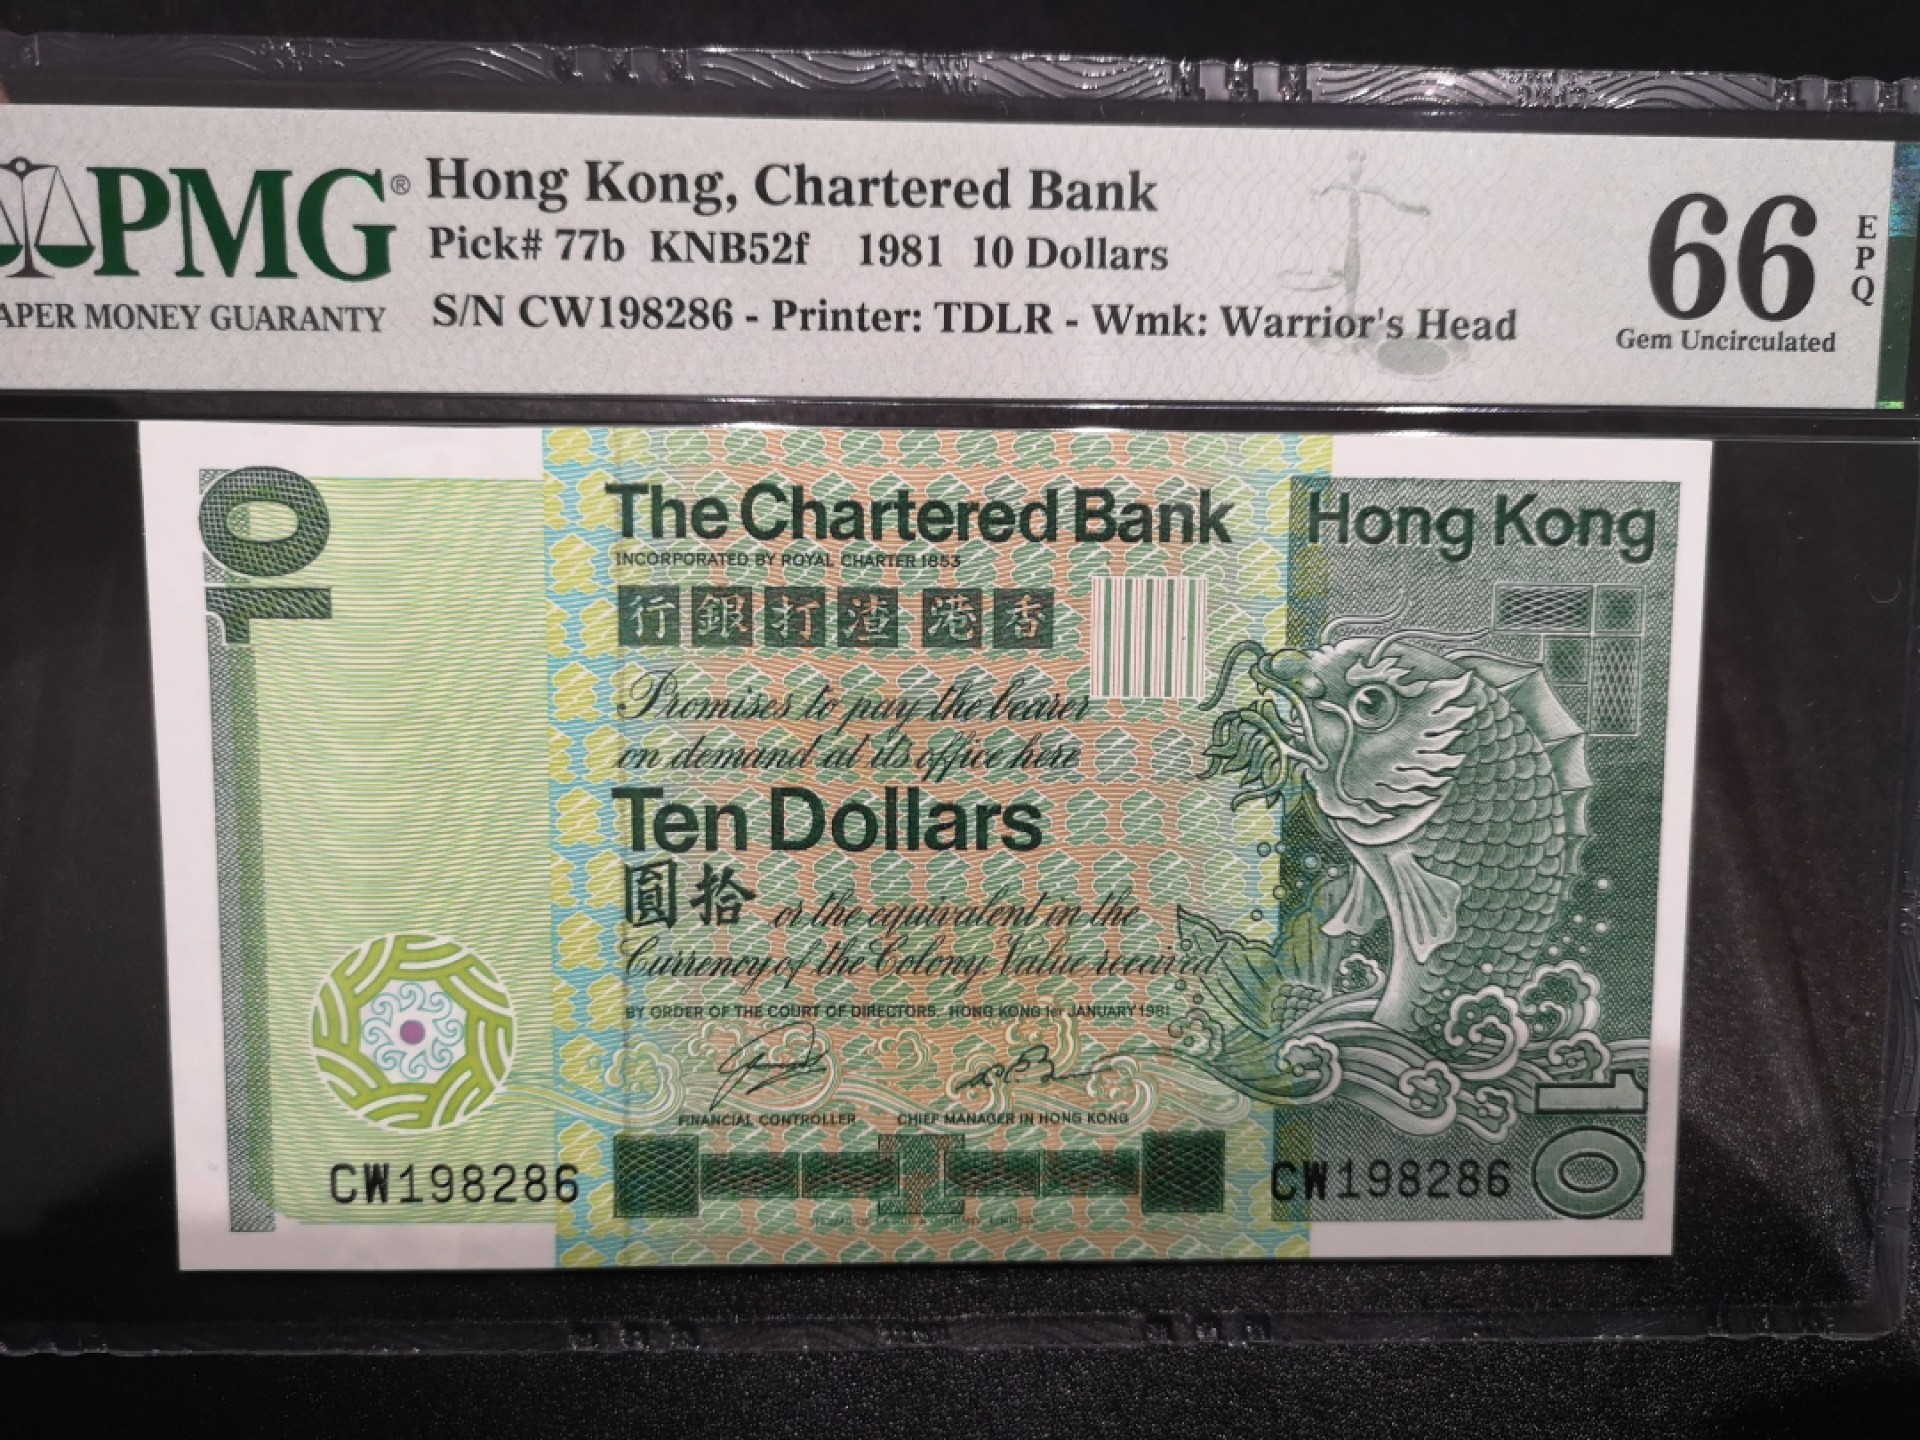 PMG®
APER MONEY GUARANTY
Hong Kong, Chartered Bank
Pick# 77b KNB52f 1981 10 Dollars
S/N CW198286 - Printer: TDLR - Wmk: Warrior's Head
66
EPQ
Gem Uncirculated
10
The Chartered Bank
Hong Kong
INCORPORATED BY ROYAL CHARTER 1853
行銀打渣 港香
Promises to pay the bearer
on demand at its office here
Ten Dollars
圓拾
or the equivalent in the
Currency of the Colony Value received
BY ORDER OF THE COURT OF DIRECTORS, HONG KONG 1ST JANUARY 1981
FINANCIAL CONTROLLER
CHIEF MANAGER IN HONG KONG
CW198286
CW198286
10